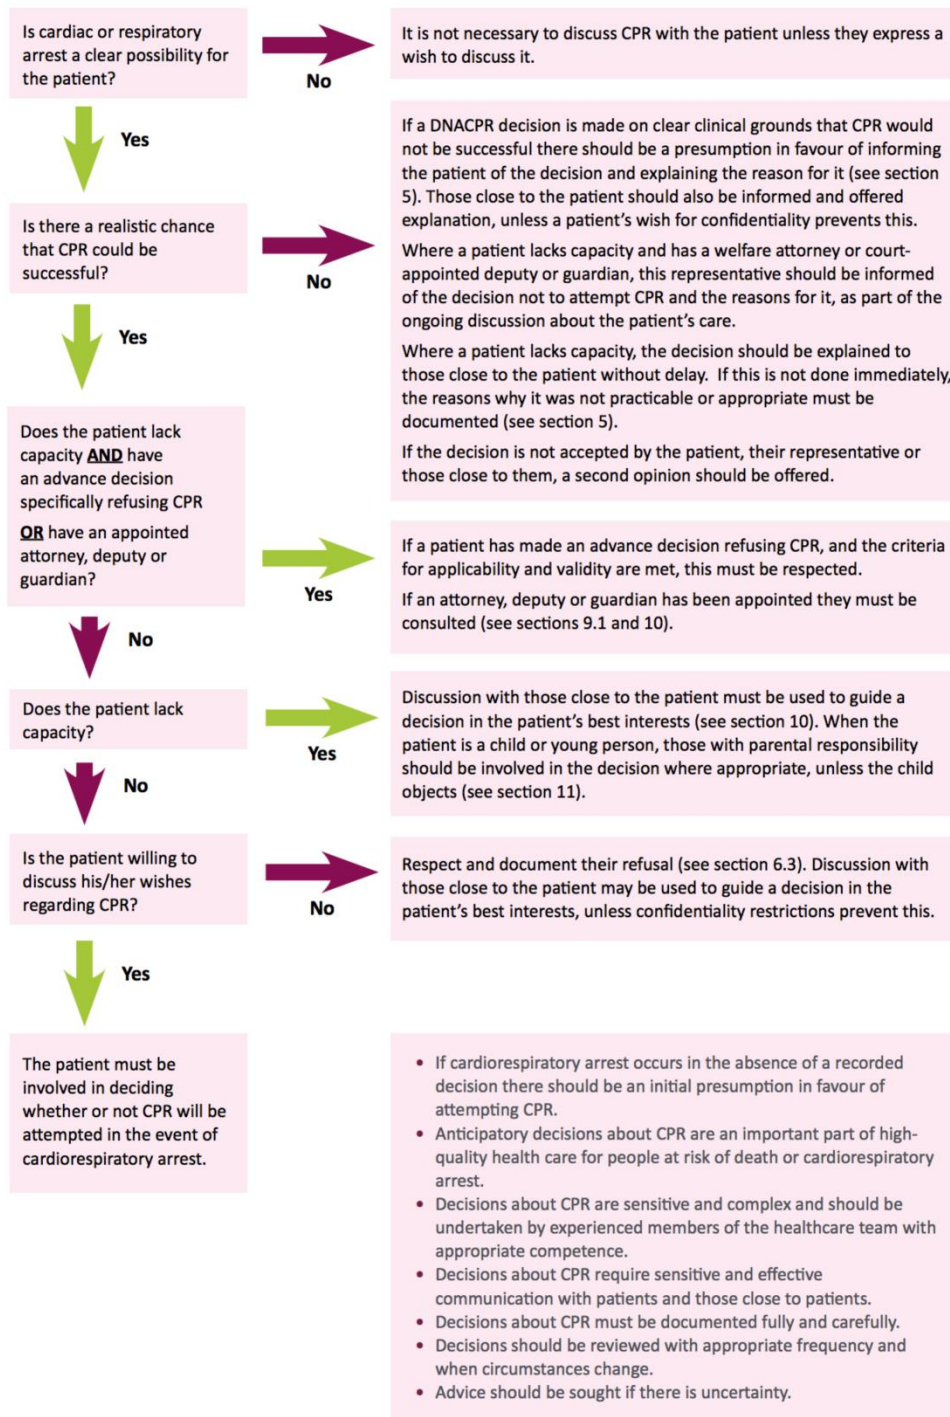 Is cardiac or respiratory
arrest a clear possibility for
the patient?
No
It is not necessary to discuss CPR with the patient unless they express a
wish to discuss it.
Yes
Is there a realistic chance
that CPR could be
successful?
No
If a DNACPR decision is made on clear clinical grounds that CPR would
not be successful there should be a presumption in favour of informing
the patient of the decision and explaining the reason for it (see section
5). Those close to the patient should also be informed and offered
explanation, unless a patient's wish for confidentiality prevents this.
Where a patient lacks capacity and has a welfare attorney or court-
appointed deputy or guardian, this representative should be informed
of the decision not to attempt CPR and the reasons for it, as part of the
ongoing discussion about the patient's care.
Where a patient lacks capacity, the decision should be explained to
those close to the patient without delay. If this is not done immediately,
the reasons why it was not practicable or appropriate must be
documented (see section 5).
If the decision is not accepted by the patient, their representative or
those close to them, a second opinion should be offered.
Yes
Does the patient lack
capacity AND have
an advance decision
specifically refusing CPR
OR have an appointed
attorney, deputy or
guardian?
Yes
If a patient has made an advance decision refusing CPR, and the criteria
for applicability and validity are met, this must be respected.
If an attorney, deputy or guardian has been appointed they must be
consulted (see sections 9.1 and 10).
No
Does the patient lack
capacity?
Yes
Discussion with those close to the patient must be used to guide a
decision in the patient's best interests (see section 10). When the
patient is a child or young person, those with parental responsibility
should be involved in the decision where appropriate, unless the child
objects (see section 11).
No
Is the patient willing to
discuss his/her wishes
regarding CPR?
No
Respect and document their refusal (see section 6.3). Discussion with
those close to the patient may be used to guide a decision in the
patient's best interests, unless confidentiality restrictions prevent this.
Yes
The patient must be
involved in deciding
whether or not CPR will be
attempted in the event of
cardiorespiratory arrest.
• If cardiorespiratory arrest occurs in the absence of a recorded
decision there should be an initial presumption in favour of
attempting CPR.
• Anticipatory decisions about CPR are an important part of high-
quality health care for people at risk of death or cardiorespiratory
arrest.
• Decisions about CPR are sensitive and complex and should be
undertaken by experienced members of the healthcare team with
appropriate competence.
• Decisions about CPR require sensitive and effective
communication with patients and those close to patients.
• Decisions about CPR must be documented fully and carefully.
• Decisions should be reviewed with appropriate frequency and
when circumstances change.
• Advice should be sought if there is uncertainty.